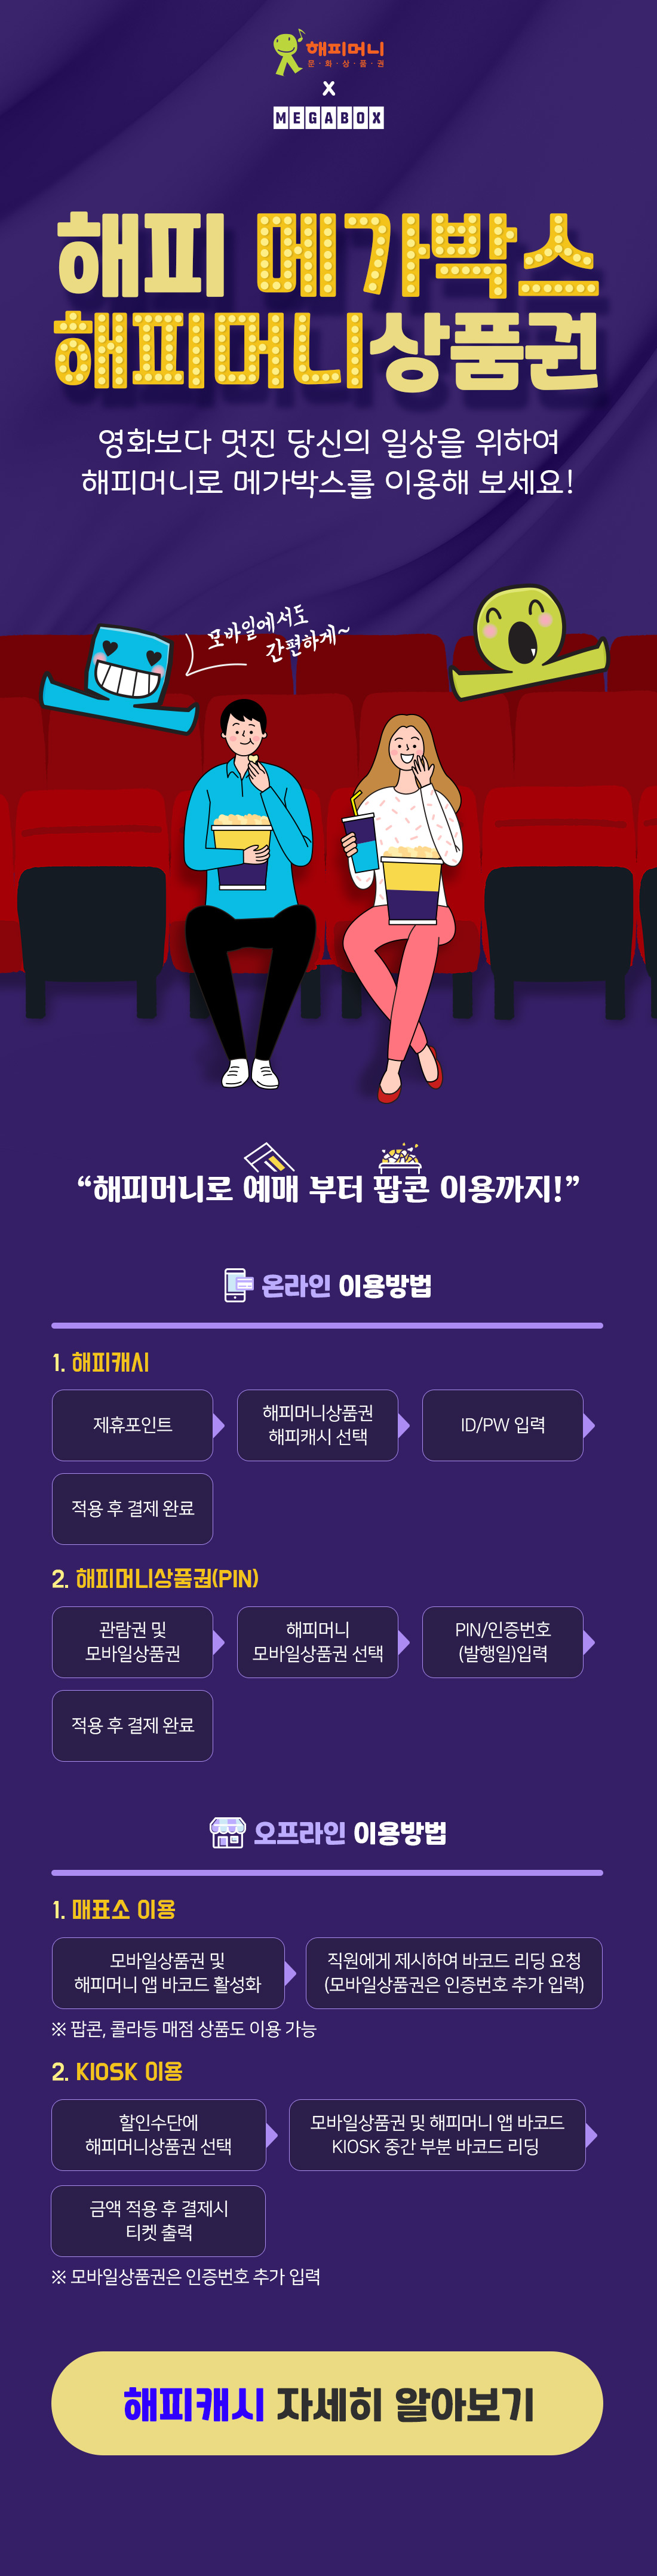 해피머니
문·화·상·품·권
X
MEGABOX
해피 메가박스
해피머니상품권
영화보다 멋진 당신의 일상을 위하여
해피머니로 메가박스를 이용해 보세요!
모바일에서도
간편하게~
“해피머니로 예매 부터 팝콘 이용까지!”
온라인 이용방법
1. 해피캐시
제휴포인트
해피머니상품권
해피캐시 선택
ID/PW 입력
적용 후 결제 완료
2. 해피머니상품권(PIN)
관람권 및
모바일상품권
해피머니
모바일상품권 선택
PIN/인증번호
(발행일)입력
적용 후 결제 완료
오프라인 이용방법
1. 매표소 이용
모바일상품권 및
해피머니 앱 바코드 활성화
직원에게 제시하여 바코드 리딩 요청
(모바일상품권은 인증번호 추가 입력)
※ 팝콘, 콜라등 매점 상품도 이용 가능
2. KIOSK 이용
할인수단에
해피머니상품권 선택
모바일상품권 및 해피머니 앱 바코드
KIOSK 중간 부분 바코드 리딩
금액 적용 후 결제시
티켓 출력
※ 모바일상품권은 인증번호 추가 입력
해피캐시 자세히 알아보기